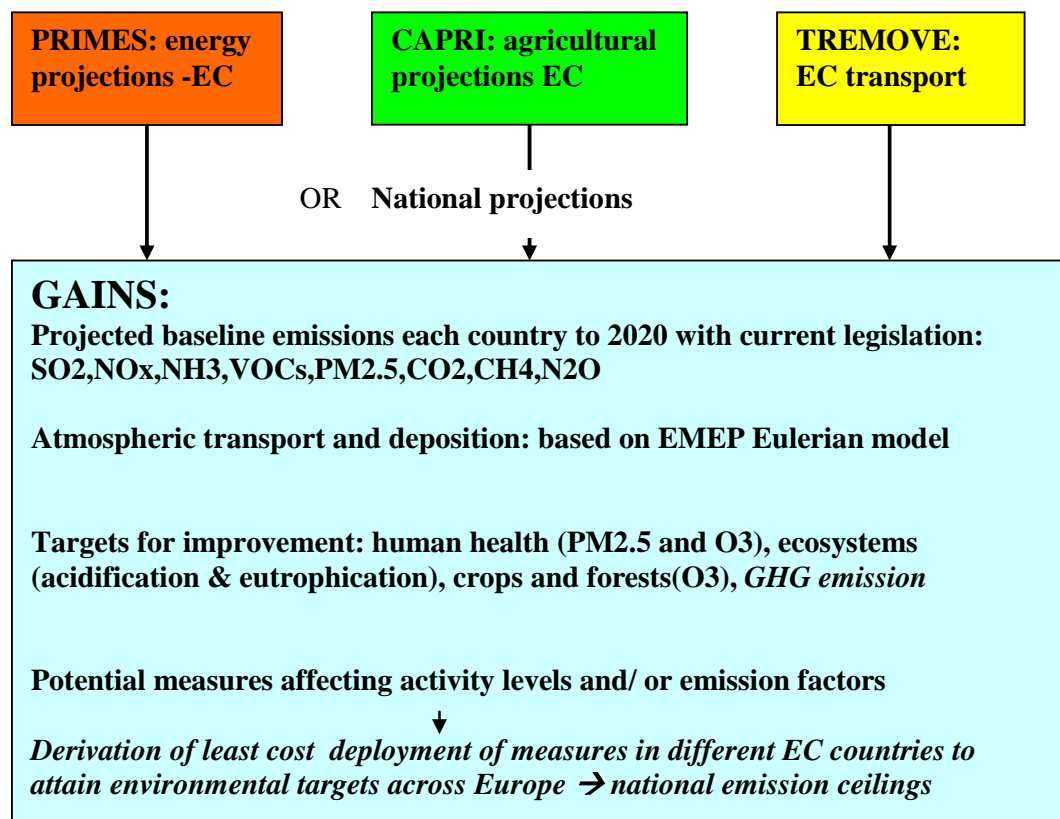 PRIMES: energy
projections -EC
CAPRI: agricultural
projections EC
TREMOVE:
EC transport
OR National projections
GAINS:
Projected baseline emissions each country to 2020 with current legislation:
SO2,NOx,NH3,VOCs,PM2.5,CO2,CH4,N2O
Atmospheric transport and deposition: based on EMEP Eulerian model
Targets for improvement: human health (PM2.5 and O3), ecosystems
(acidification & eutrophication), crops and forests(O3), GHG emission
Potential measures affecting activity levels and/ or emission factors
Derivation of least cost deployment of measures in different EC countries to
attain environmental targets across Europe → national emission ceilings